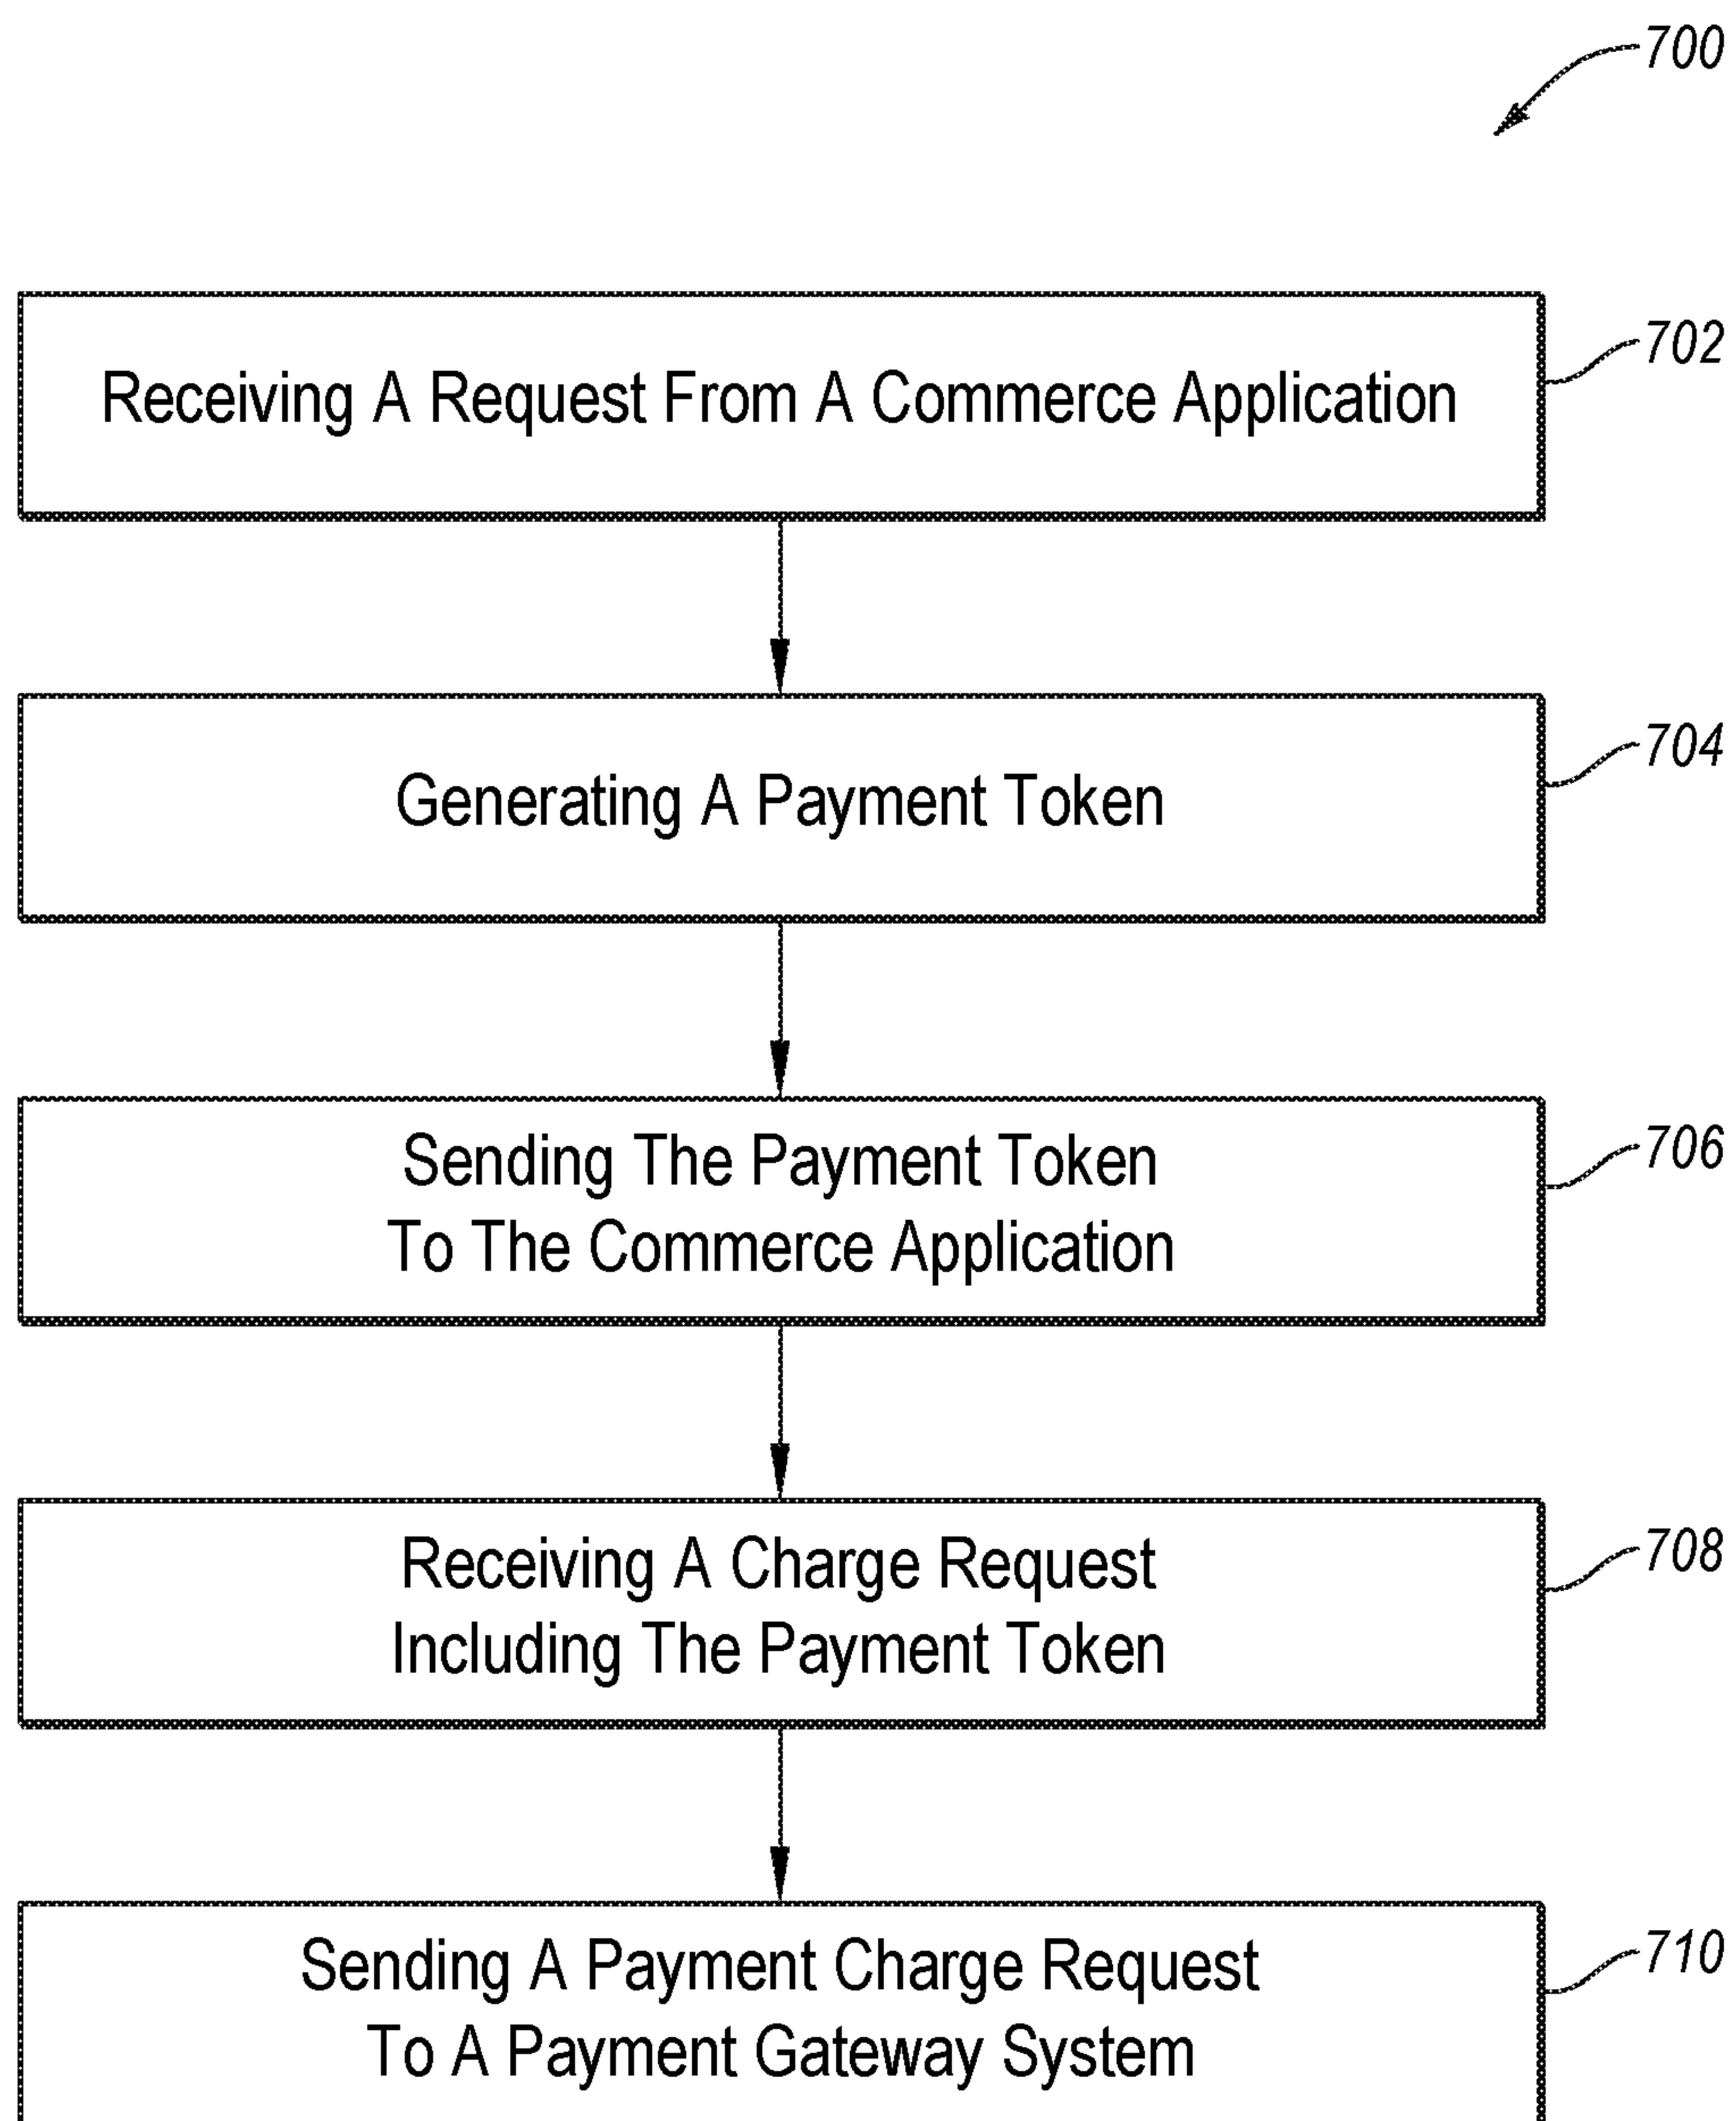 700
Receiving A Request From A Commerce Application
702
Generating A Payment Token
704
Sending The Payment Token
To The Commerce Application
706
Receiving A Charge Request
Including The Payment Token
708
Sending A Payment Charge Request
To A Payment Gateway System
710